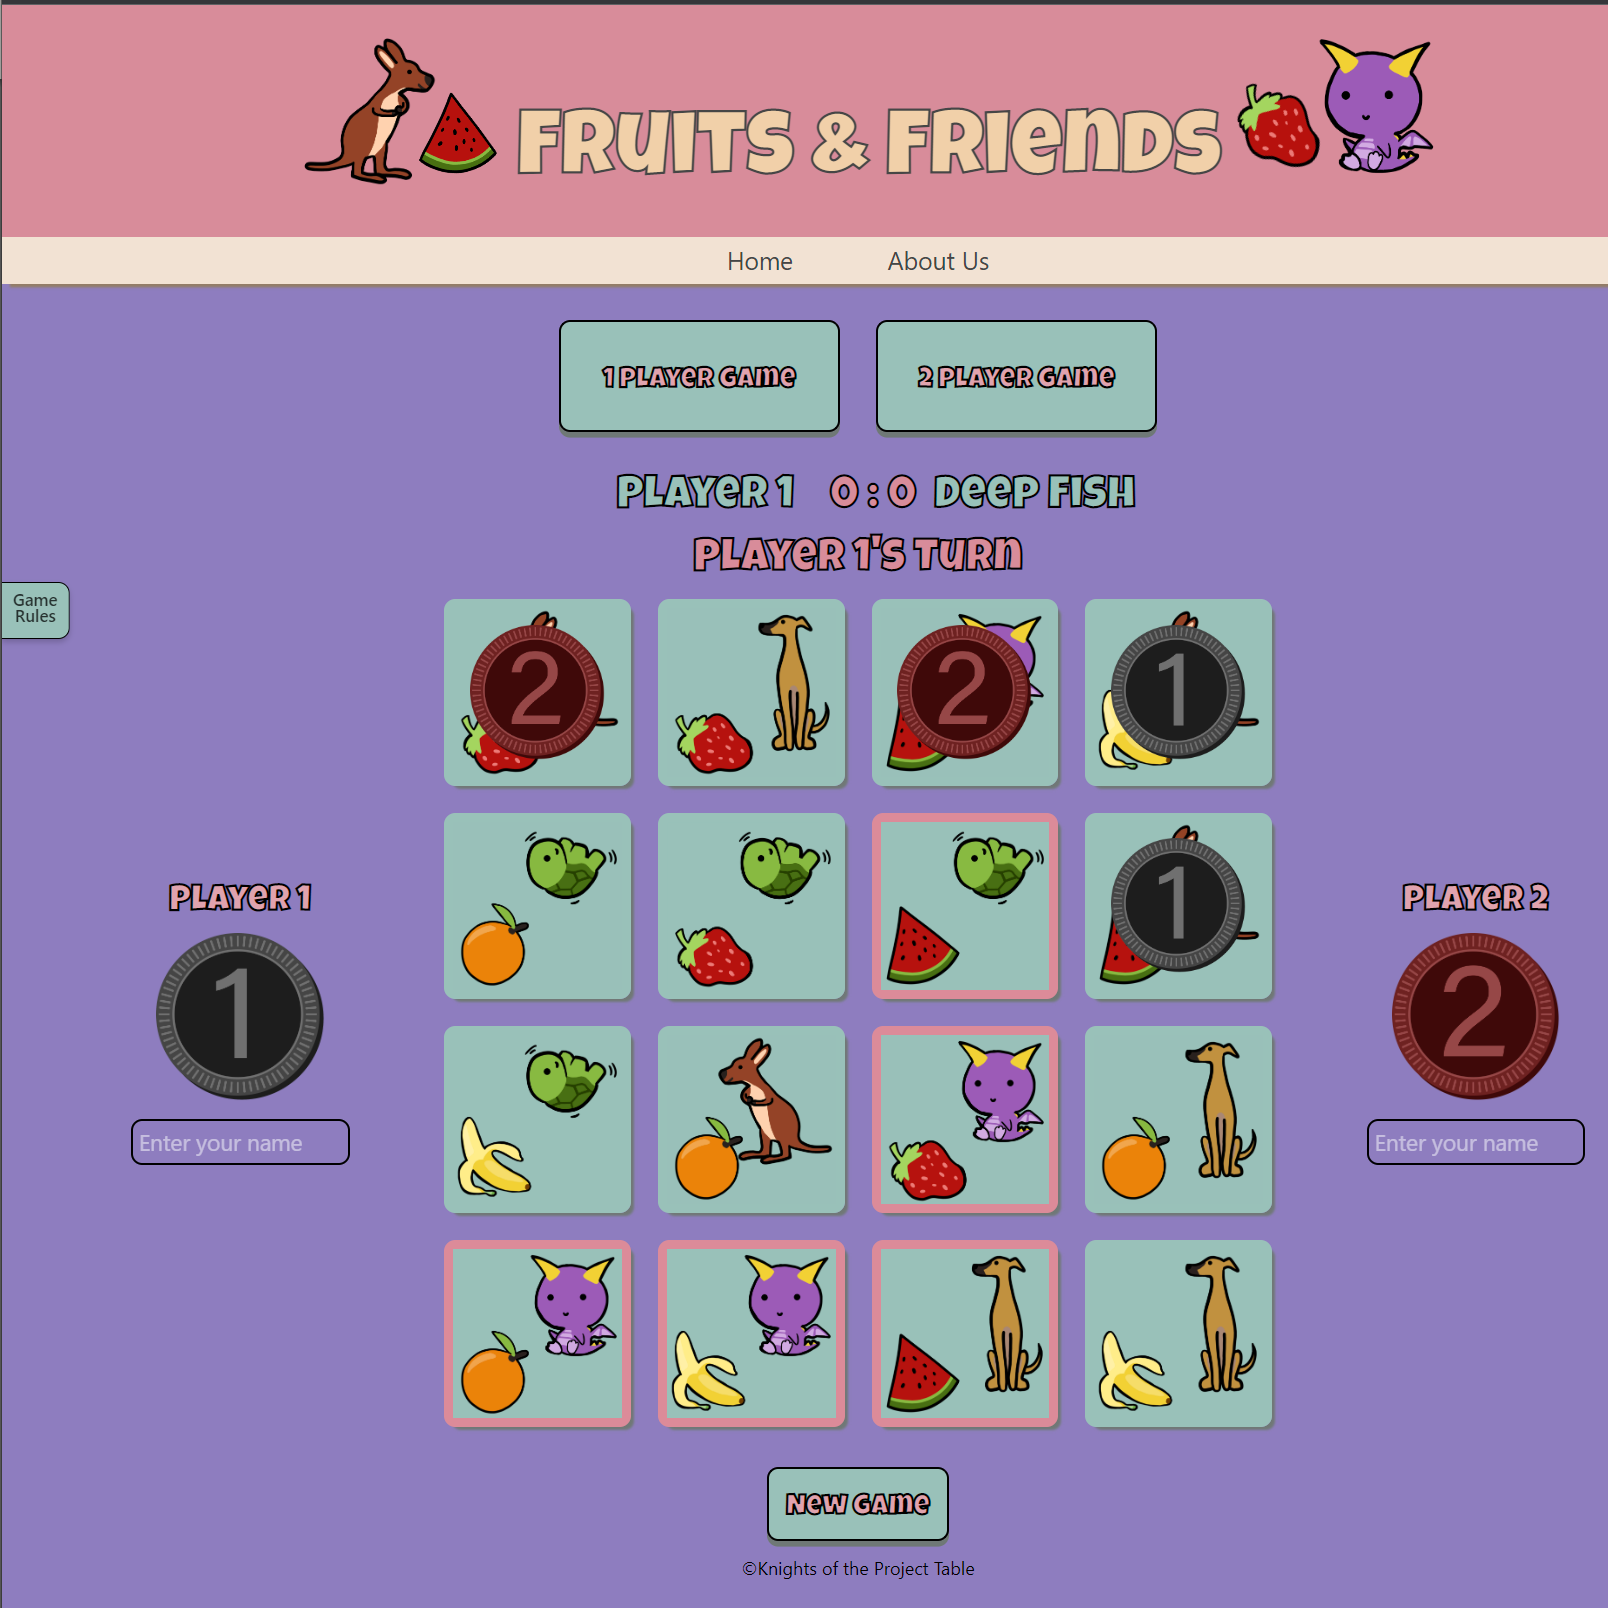 FRUITS & FRIENDS
Home About Us
1 PLAYER GAME 2 PLAYER GAME
PLAYER 1 0 : 0 DEEP FISH
PLAYER 1'S TURN
Game
Rules
2 2 1
1
PLAYER 1 PLAYER 2
1 2
Enter your name Enter your name
NEW GAME
©Knights of the Project Table